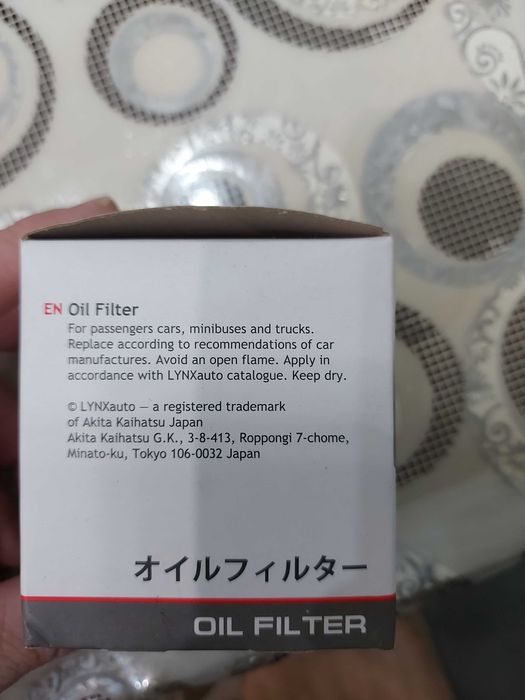 EN Oil Filter
For passengers cars, minibuses and trucks.
Replace according to recommendations of car
manufactures. Avoid an open flame. Apply in
accordance with LYNXauto catalogue. Keep dry.
© LYNXauto — a registered trademark
of Akita Kaihatsu Japan
Akita Kaihatsu G.K., 3-8-413, Roppongi 7-chome,
Minato-ku, Tokyo 106-0032 Japan
オイルフィルター
OIL FILTER